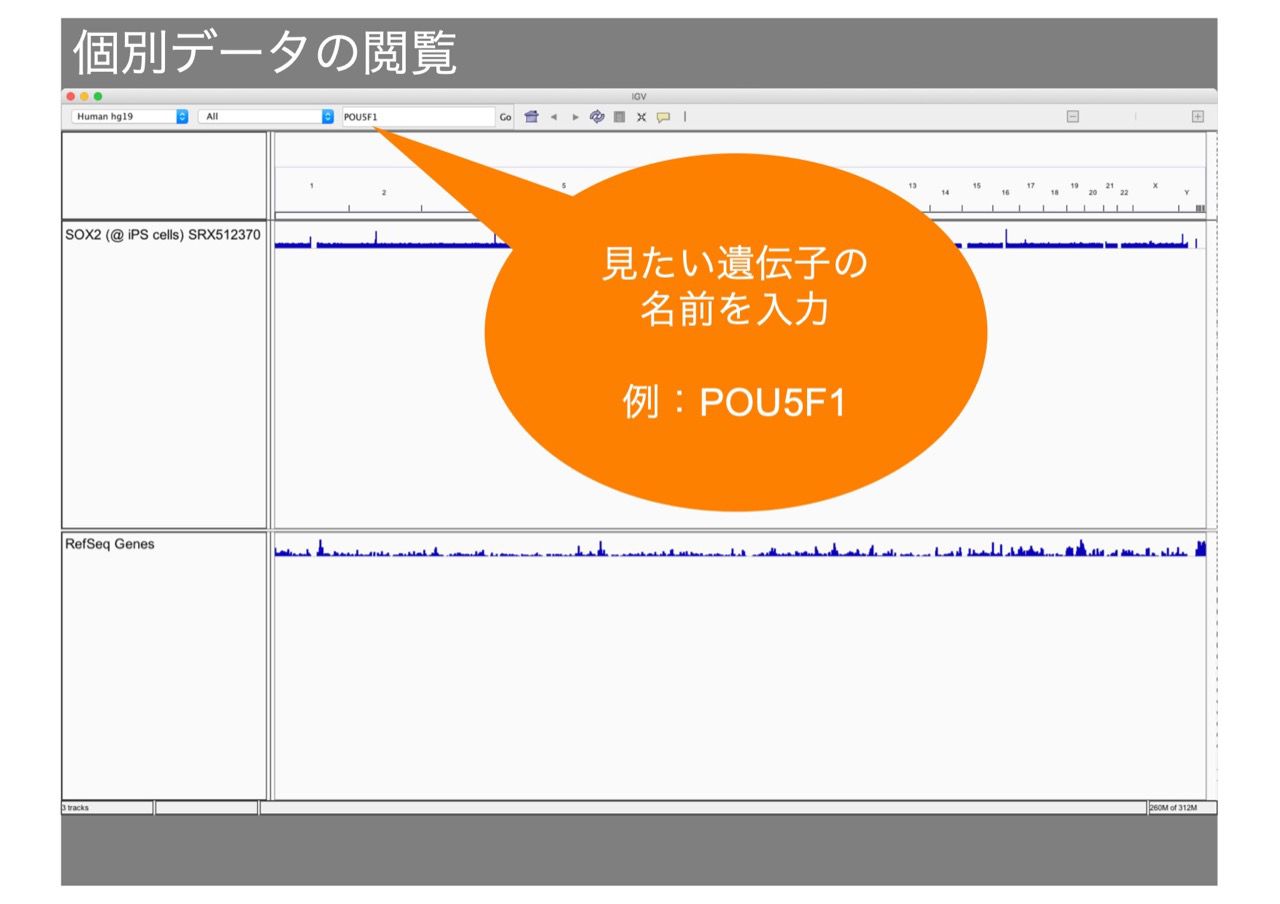 個別データの閲覧
IGV
Human hg19 All POU5F1 Go
1 2 5 13 14 15 16 17 18 19 20 21 22 X Y
SOX2 (@ iPS cells) SRX512370
見たい遺伝子の
名前を入力
例：POU5F1
RefSeq Genes
3 tracks 260M of 312M